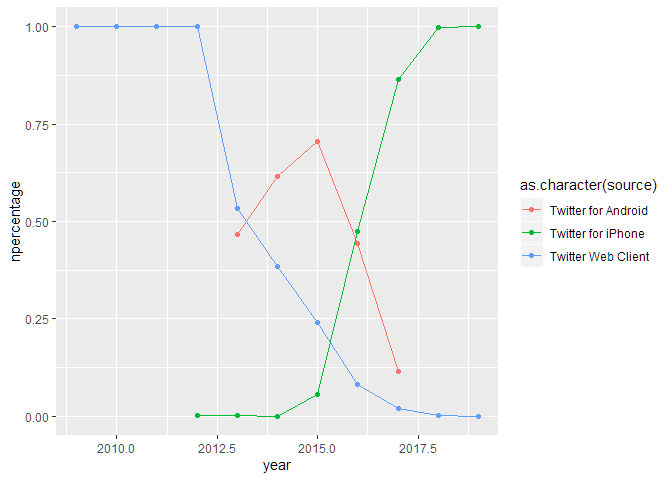 1.00
0.75
0.50
0.25
0.00
npercentage
2010.0
2012.5
2015.0
2017.5
year
as.character(source)
Twitter for Android
Twitter for iPhone
Twitter Web Client